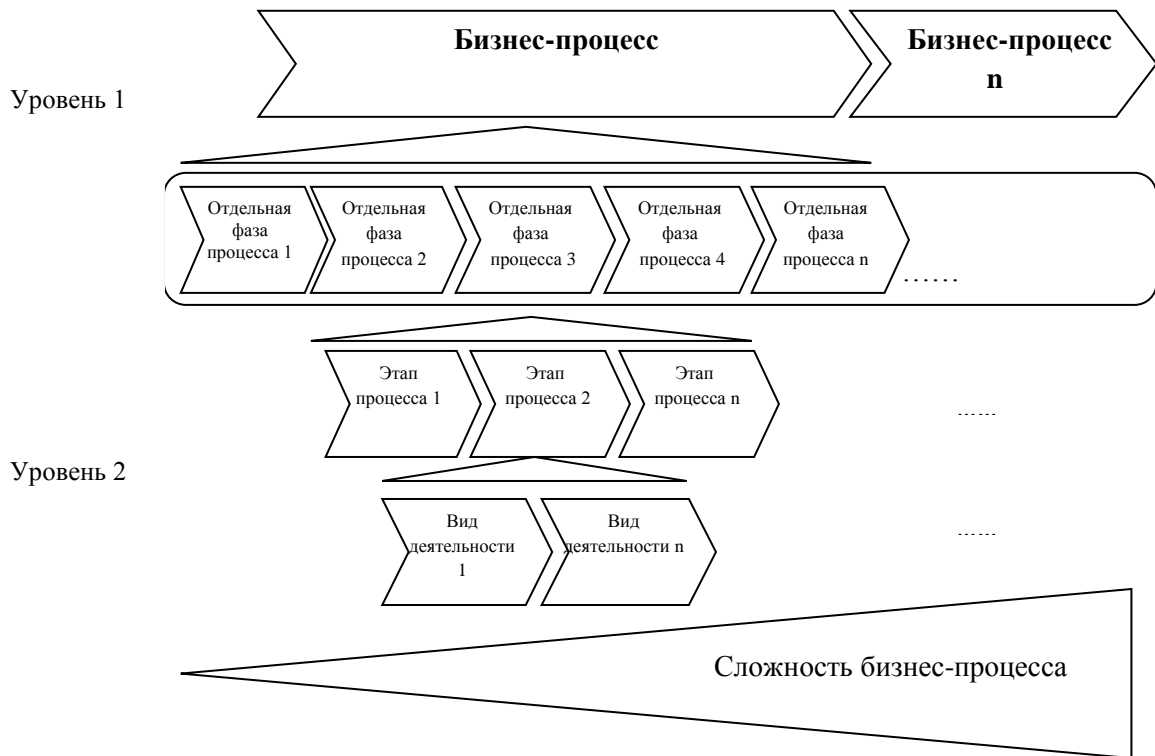 Бизнес-процесс
Бизнес-процесс
n
Уровень 1
Отдельная
фаза
процесса 1
Отдельная
фаза
процесса 2
Отдельная
фаза
процесса 3
Отдельная
фаза
процесса 4
Отдельная
фаза
процесса n
……
Этап
процесса 1
Этап
процесса 2
Этап
процесса n
……
Уровень 2
Вид
деятельности
1
Вид
деятельности n
……
Сложность бизнес-процесса